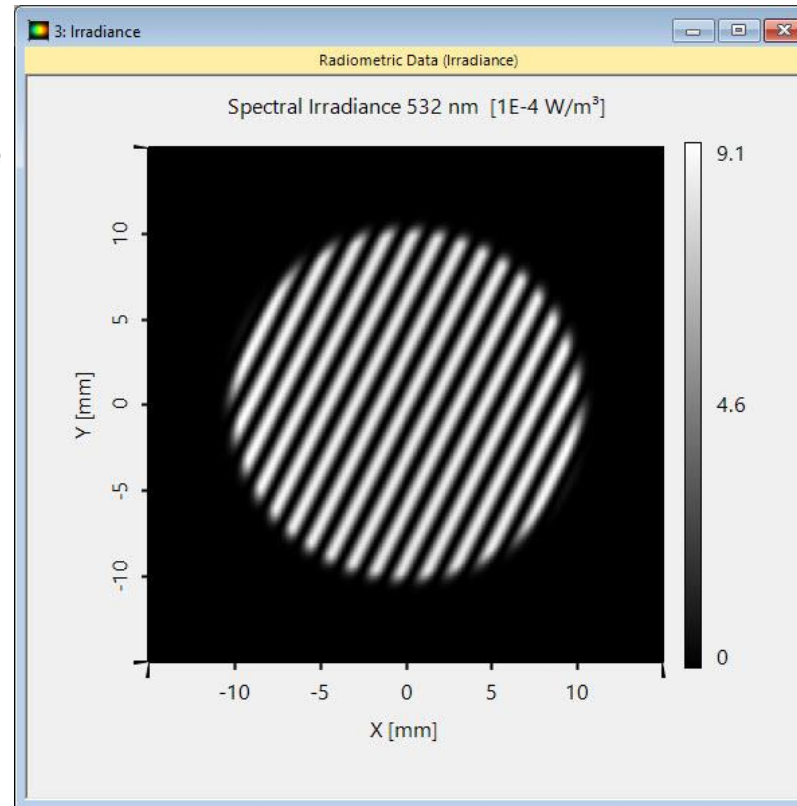 3: Irradiance
Radiometric Data (Irradiance)
Spectral Irradiance 532 nm [1E-4 W/m³]
9.1
4.6
0
10
5
0
-5
-10
Y [mm]
-10 -5 0 5 10
X [mm]